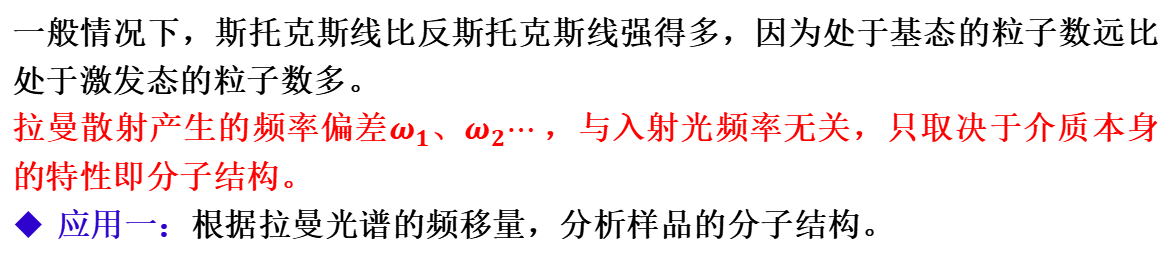 一般情况下，斯托克斯线比反斯托克斯线强得多，因为处于基态的粒子数远比
处于激发态的粒子数多。
拉曼散射产生的频率偏差ω₁、ω₂⋯，与入射光频率无关，只取决于介质本身
的特性即分子结构。
◆ 应用一：根据拉曼光谱的频移量，分析样品的分子结构。